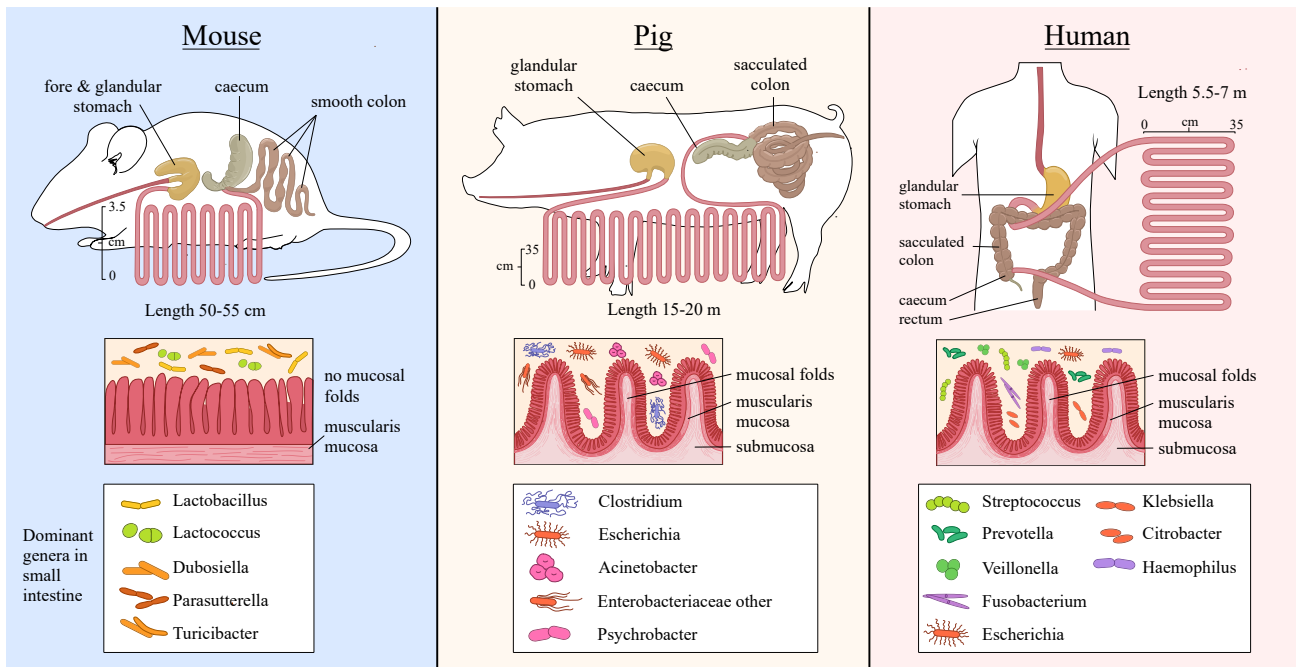 Mouse
fore & glandular
stomach
caecum
smooth colon
3.5
cm
0
Length 50-55 cm
no mucosal
folds
muscularis
mucosa
Dominant
genera in
small
intestine
Lactobacillus
Lactococcus
Dubosiella
Parasutterella
Turicibacter
Pig
glandular
stomach
caecum
sacculated
colon
35
cm
0
Length 15-20 m
mucosal folds
muscularis
mucosa
submucosa
Clostridium
Escherichia
Acinetobacter
Enterobacteriaceae other
Psychrobacter
Human
Length 5.5-7 m
0 cm 35
glandular
stomach
sacculated
colon
caecum
rectum
mucosal folds
muscularis
mucosa
submucosa
Streptococcus
Prevotella
Veillonella
Fusobacterium
Escherichia
Klebsiella
Citrobacter
Haemophilus